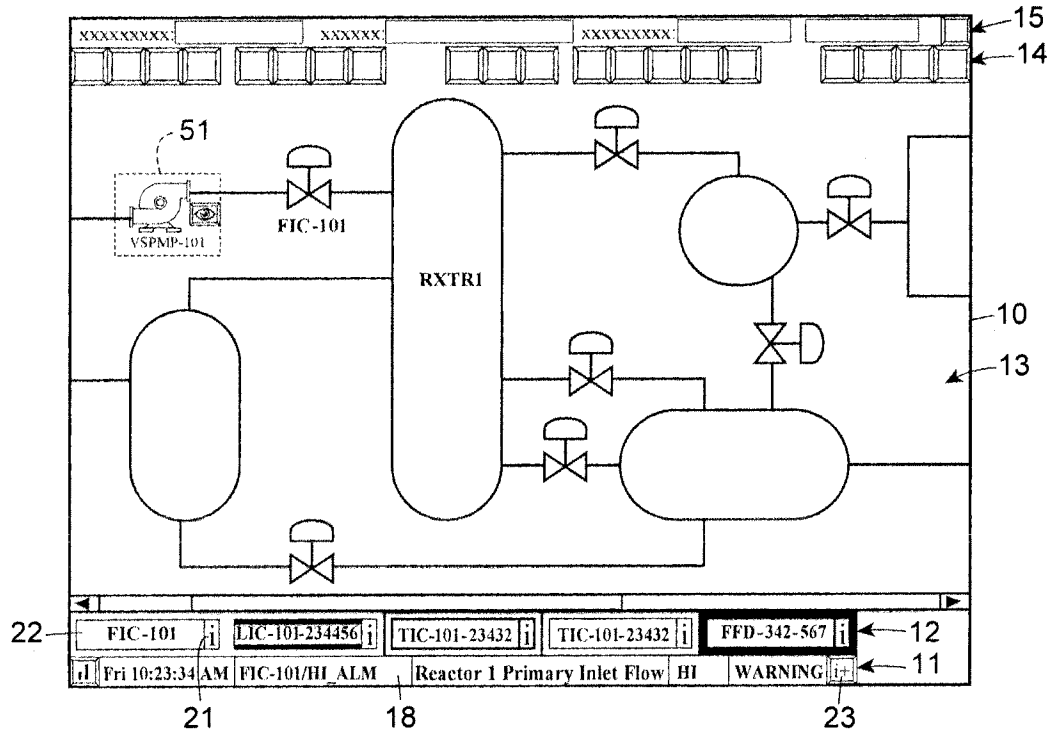 xxxxxxxxx: xxxxxx: xxxxxxxxx: 15
14
51
FIC-101
VSPMP-101
RXTR1
10
13
22 FIC-101 i LIC-101-234456 i TIC-101-23432 i TIC-101-23432 i FFD-342-567 i 12
Fri 10:23:34 AM FIC-101/HI_ALM Reactor 1 Primary Inlet Flow HI WARNING i+ 11
21 18 23